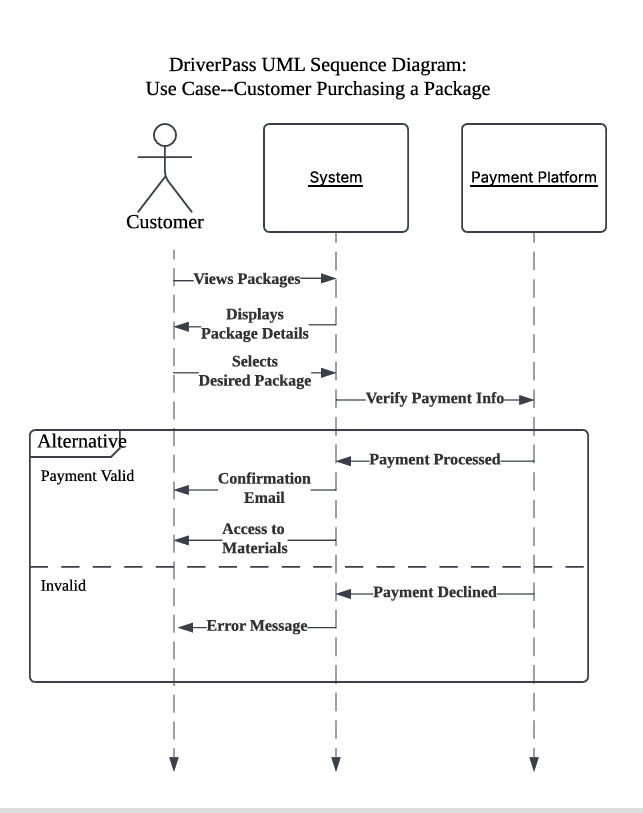 DriverPass UML Sequence Diagram:
Use Case--Customer Purchasing a Package
Customer
System
Payment Platform
Views Packages
Displays
Package Details
Selects
Desired Package
Verify Payment Info
Alternative
Payment Processed
Payment Valid
Confirmation
Email
Access to
Materials
Invalid
Payment Declined
Error Message